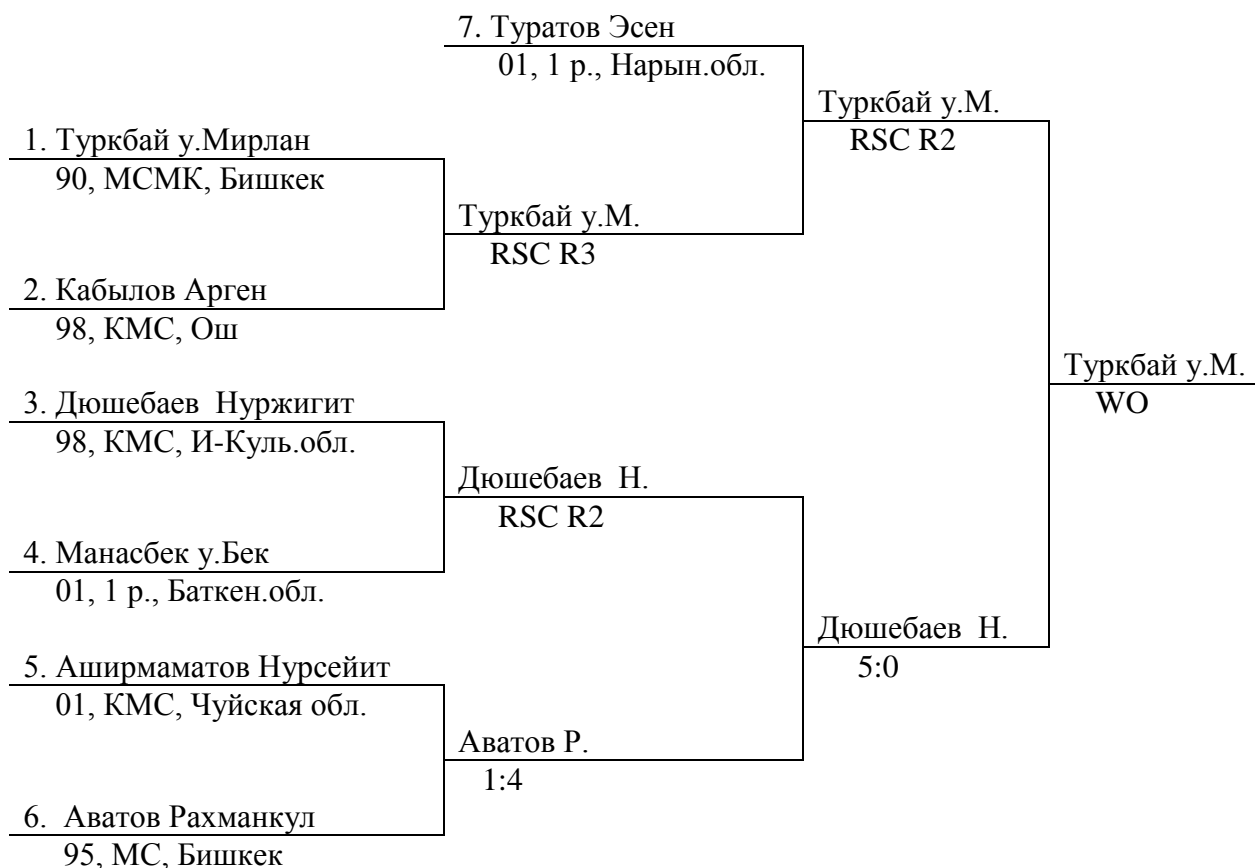 7. Туратов Эсен
01, 1 р., Нарын.обл.
Туркбай у.М.
RSC R2
1. Туркбай у.Мирлан
90, МСМК, Бишкек
Туркбай у.М.
RSC R3
2. Кабылов Арген
98, КМС, Ош
Туркбай у.М.
WO
3. Дюшебаев Нуржигит
98, КМС, И-Куль.обл.
Дюшебаев Н.
RSC R2
4. Манасбек у.Бек
01, 1 р., Баткен.обл.
Дюшебаев Н.
5:0
5. Аширмаматов Нурсейит
01, КМС, Чуйская обл.
Аватов Р.
1:4
6. Аватов Рахманкул
95, МС, Бишкек